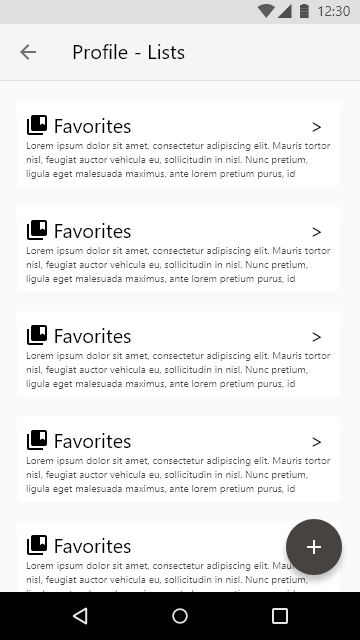 12:30
Profile - Lists
Favorites >
Lorem ipsum dolor sit amet, consectetur adipiscing elit. Mauris tortor
nisl, feugiat auctor vehicula eu, sollicitudin in nisl. Nunc pretium,
ligula eget malesuada maximus, ante lorem pretium purus, id
Favorites >
Lorem ipsum dolor sit amet, consectetur adipiscing elit. Mauris tortor
nisl, feugiat auctor vehicula eu, sollicitudin in nisl. Nunc pretium,
ligula eget malesuada maximus, ante lorem pretium purus, id
Favorites >
Lorem ipsum dolor sit amet, consectetur adipiscing elit. Mauris tortor
nisl, feugiat auctor vehicula eu, sollicitudin in nisl. Nunc pretium,
ligula eget malesuada maximus, ante lorem pretium purus, id
Favorites >
Lorem ipsum dolor sit amet, consectetur adipiscing elit. Mauris tortor
nisl, feugiat auctor vehicula eu, sollicitudin in nisl. Nunc pretium,
ligula eget malesuada maximus, ante lorem pretium purus, id
Favorites
Lorem ipsum dolor sit amet, consectetur adipiscing elit. Mauris tortor
nisl, feugiat auctor vehicula eu, sollicitudin in nisl. Nunc pretium,